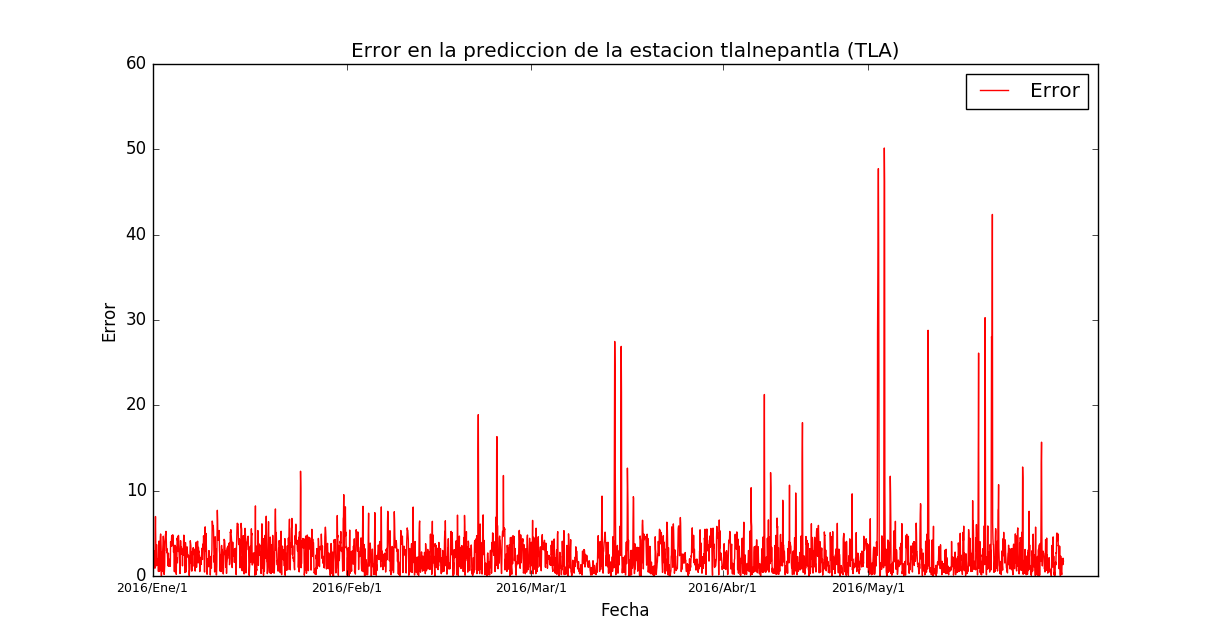 Error en la prediccion de la estacion tlalnepantla (TLA)
60
50
40
30
20
10
0
Error
Error
2016/Ene/1 2016/Feb/1 2016/Mar/1 2016/Abr/1 2016/May/1
Fecha